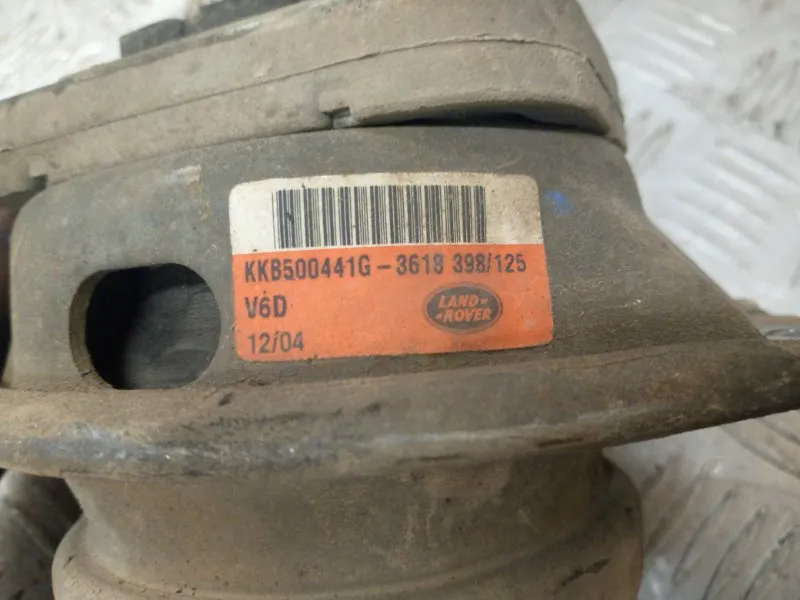 KKB500441G - 3618 398/125
V6D
LAND-
-ROVER
12/04